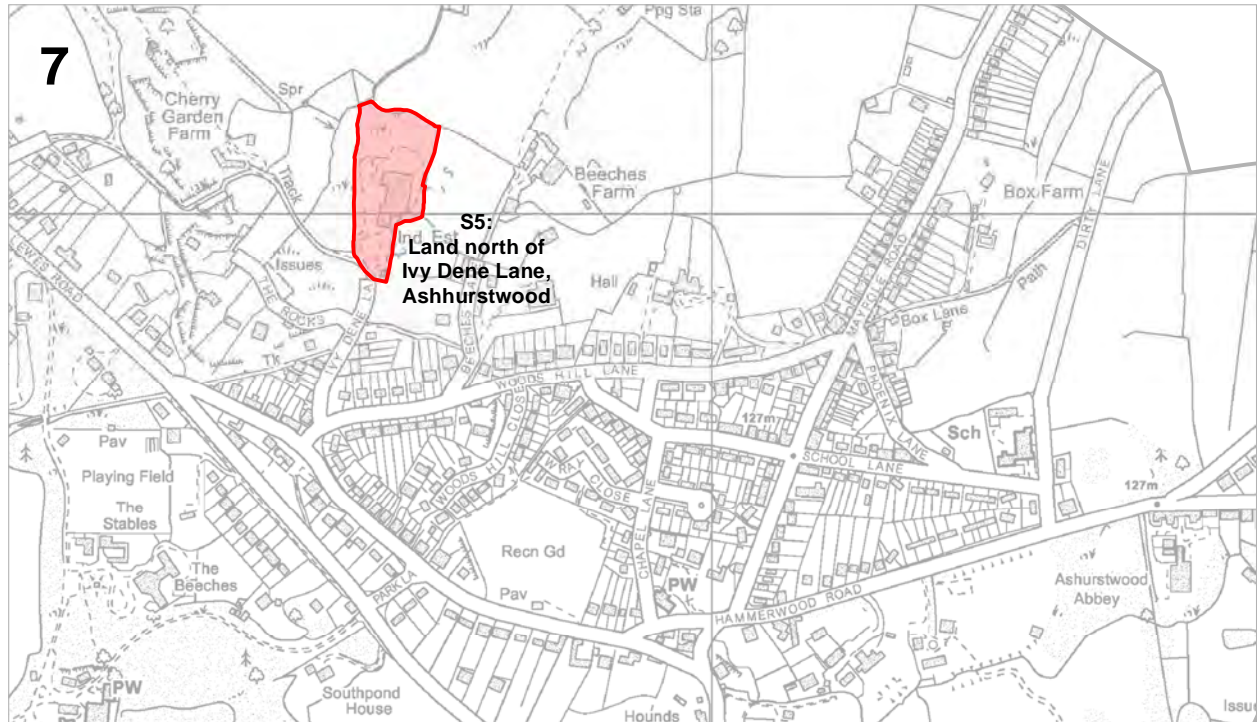 7
Ppg Sta
Spr
Cherry
Garden
Farm
Track
Beeches
Farm
Box Farm
DIRTY LANE
S5:
Land north of
Ivy Dene Lane,
Ashhurstwood
Ind Est
LEWES ROAD
Issues
THE
ROCKS
Hall
MAYPOLE ROAD
Path
Box Lane
Tk
IVY DENE LA
BEECHES LA
WOODS HILL LANE
PHOENIX LANE
127m
Sch
Pav
Playing Field
The
Stables
WOODS HILL CLOSE
WRAY
CLOSE
SCHOOL LANE
127m
The
Beeches
Recn Gd
CHAPEL LANE
Pav
PARK LA
PW
HAMMERWOOD ROAD
Ashurstwood
Abbey
PW
Southpond
House
Hounds
Issu